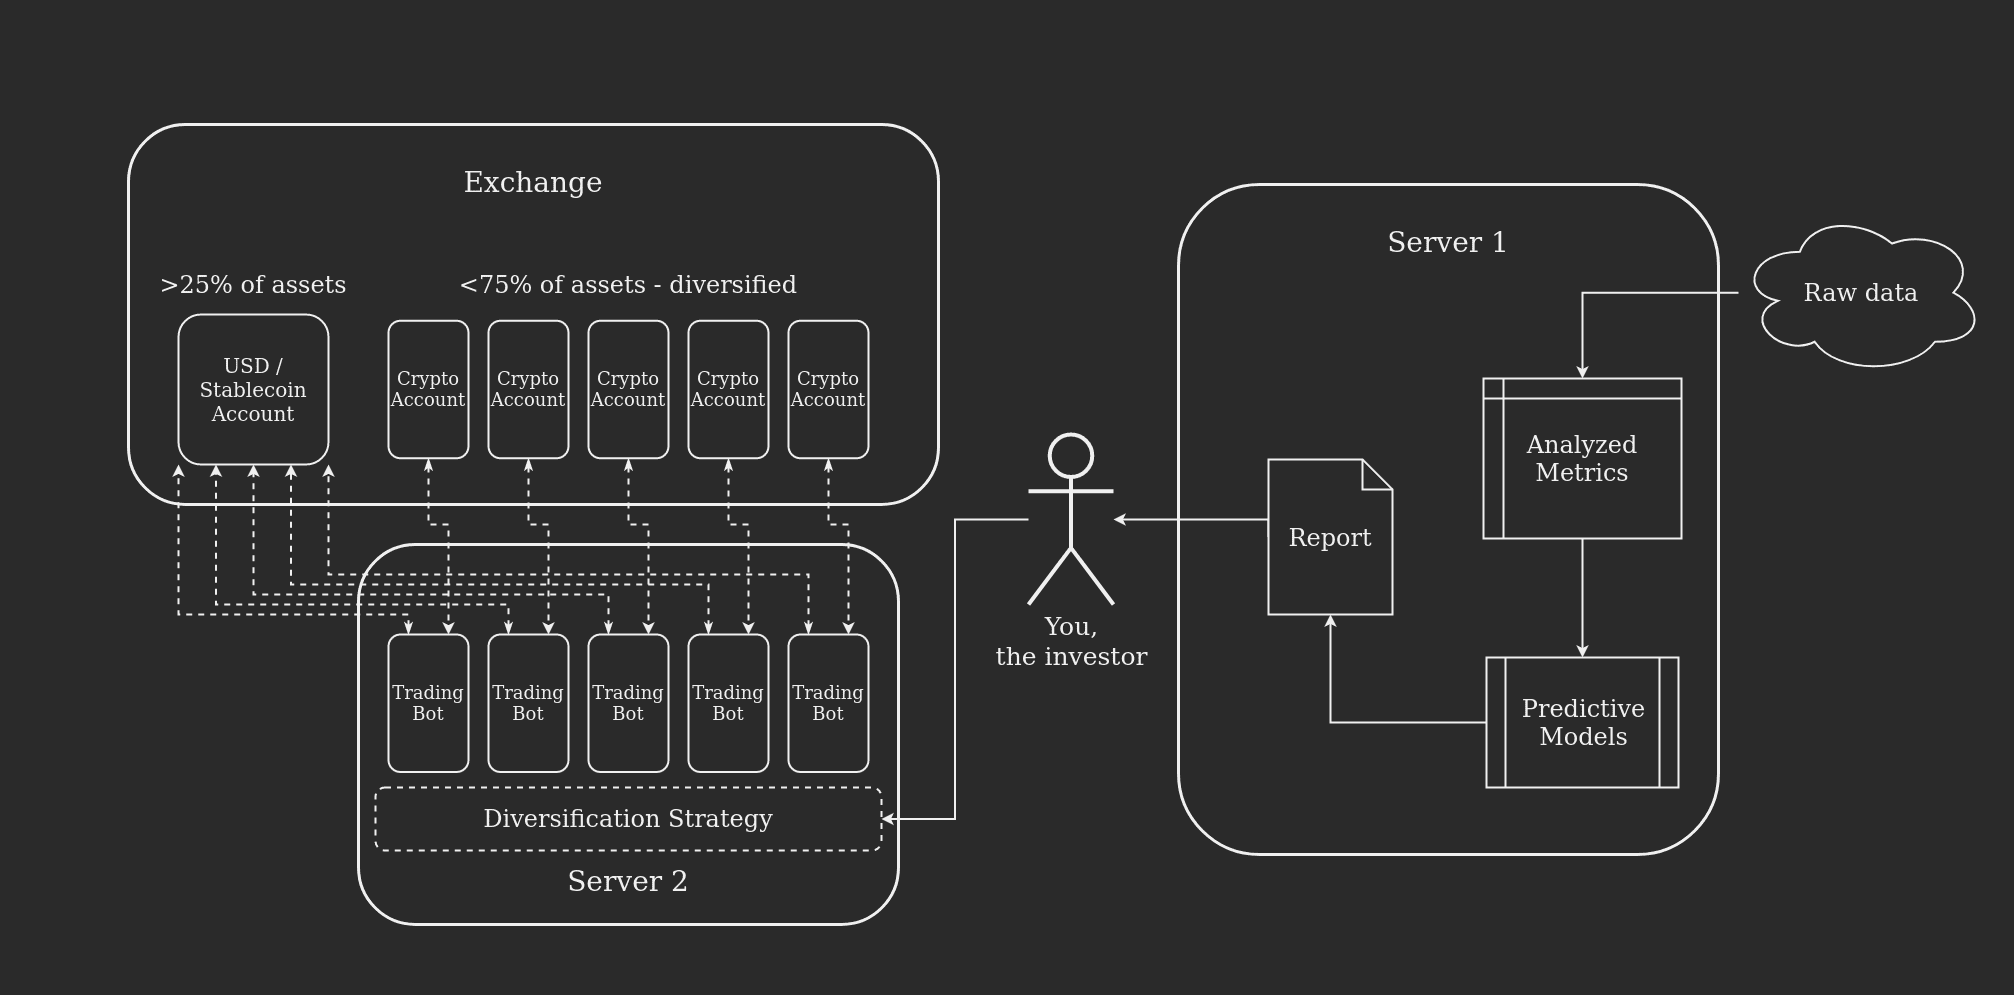 Exchange
>25% of assets
<75% of assets - diversified
USD /
Stablecoin
Account
Crypto
Account
Crypto
Account
Crypto
Account
Crypto
Account
Crypto
Account
Trading
Bot
Trading
Bot
Trading
Bot
Trading
Bot
Trading
Bot
Diversification Strategy
Server 2
You,
the investor
Server 1
Report
Raw data
Analyzed
Metrics
Predictive
Models